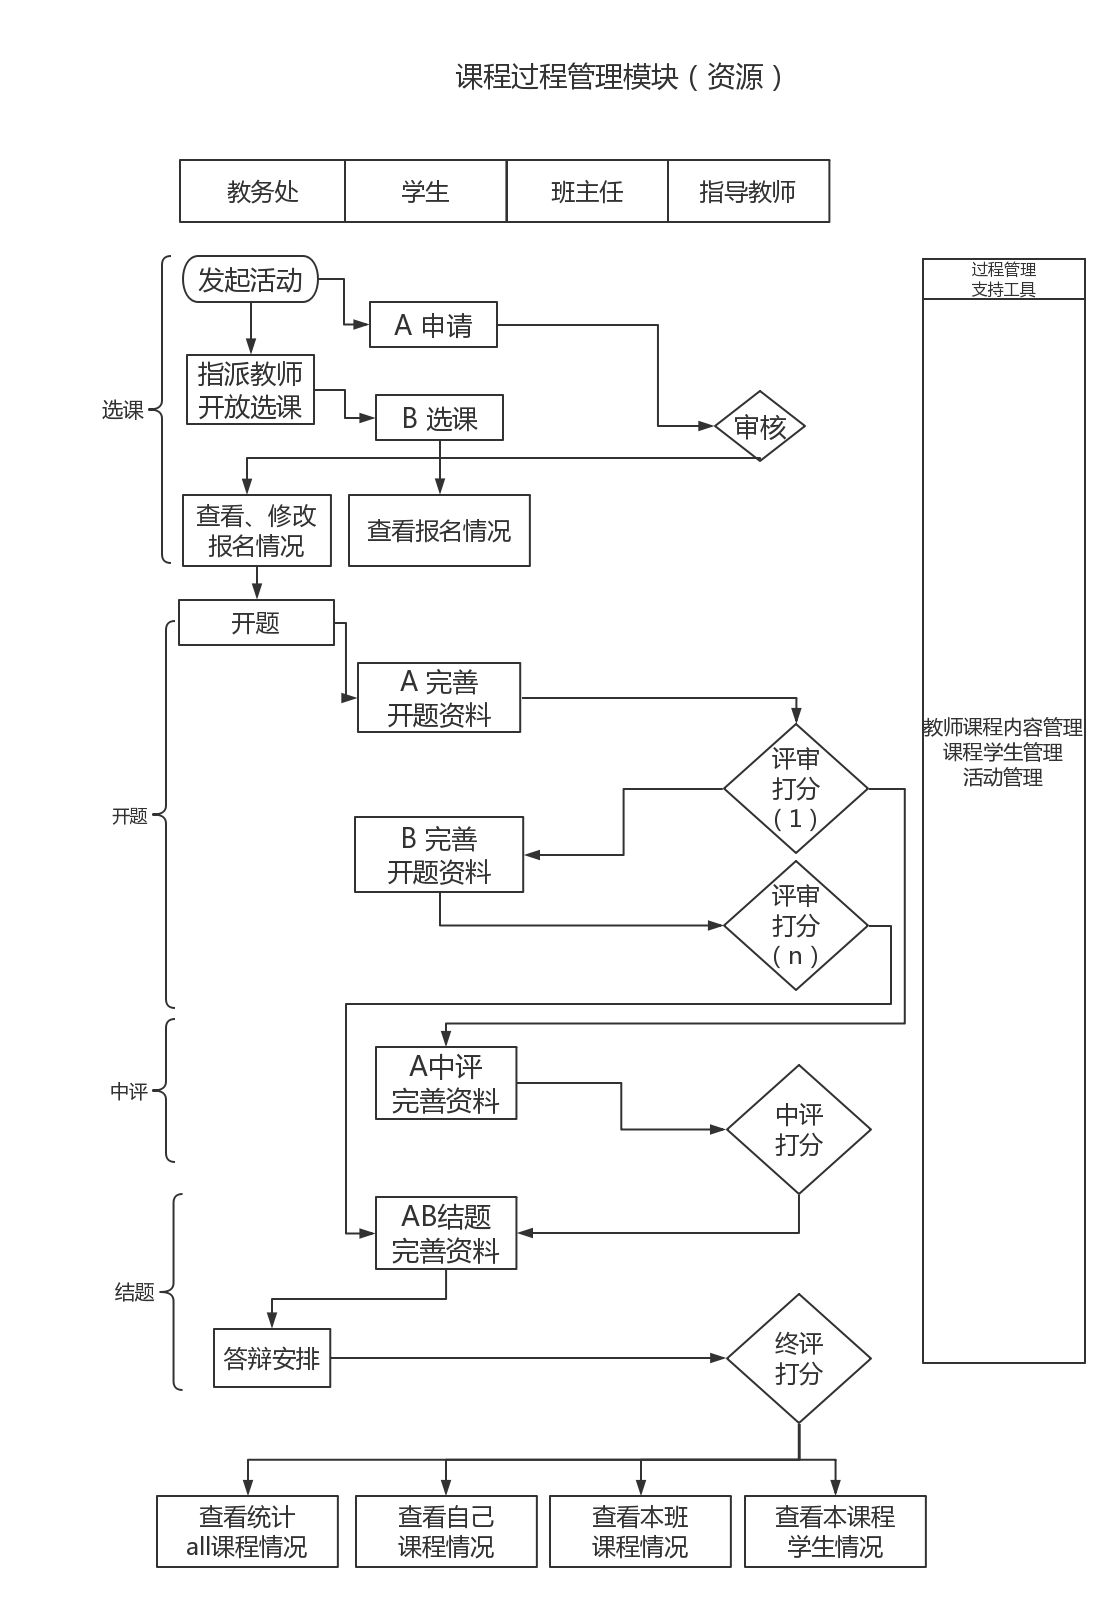 课程过程管理模块（资源）
教务处
学生
班主任
指导教师
发起活动
过程管理
支持工具
A 申请
指派教师
开放选课
选课
B 选课
审核
查看、修改
报名情况
查看报名情况
开题
A 完善
开题资料
教师课程内容管理
课程学生管理
活动管理
评审
打分
（1）
开题
B 完善
开题资料
评审
打分
（n）
A中评
完善资料
中评
中评
打分
AB结题
完善资料
结题
答辩安排
终评
打分
查看统计
all课程情况
查看自己
课程情况
查看本班
课程情况
查看本课程
学生情况